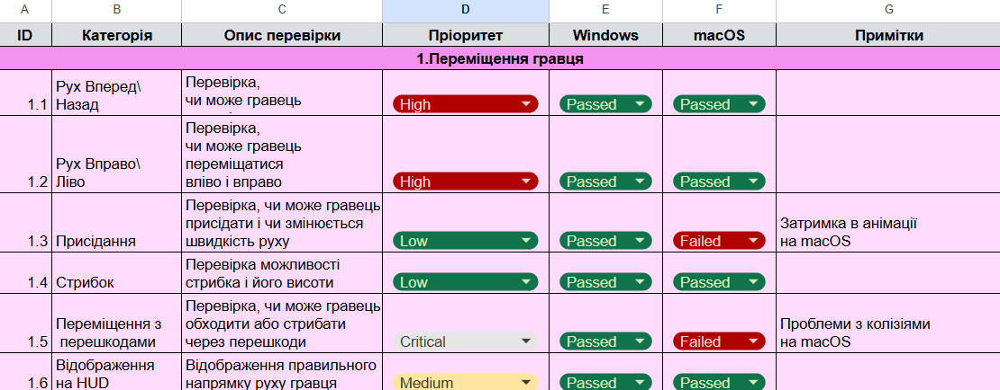 A B C D E F G
ID Категорія Опис перевірки Пріоритет Windows macOS Примітки
1.Переміщення гравця
Рух Вперед\
Назад
Перевірка,
чи може гравець
1.1 High Passed Passed
Перевірка,
чи може гравець
переміщатися
вліво і вправо
Рух Вправо\
Ліво
1.2 High Passed Passed
Перевірка, чи може гравець
присідати і чи змінюється
швидкість руху
1.3 Присідання Low Passed Failed
Затримка в анімації
на macOS
Перевірка можливості
стрибка і його висоти
1.4 Стрибок Low Passed Passed
Перевірка, чи може гравець
обходити або стрибати
через перешкоди
Переміщення з
перешкодами
1.5 Critical Passed Failed
Проблеми з колізіями
на macOS
Відображення
на HUD
Відображення правильного
напрямку руху гравця
1.6 Medium Passed Passed